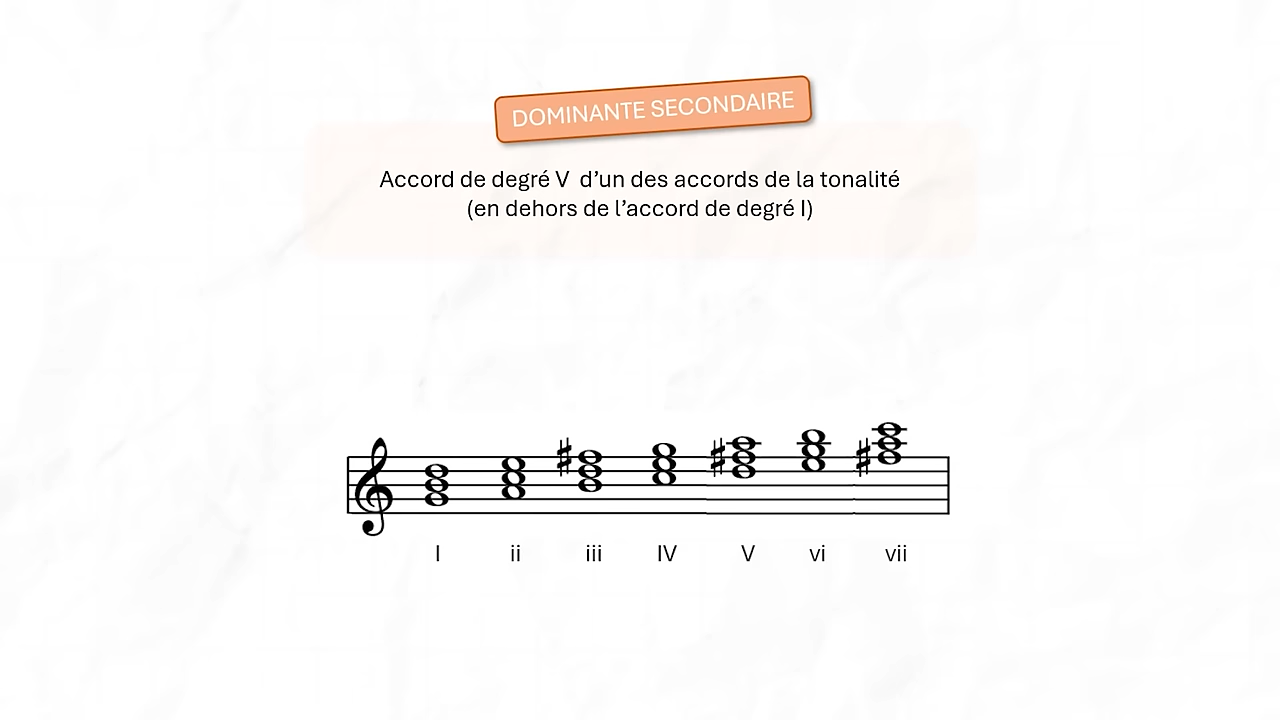 DOMINANTE SECONDAIRE
Accord de degré V d’un des accords de la tonalité
(en dehors de l’accord de degré I)
I ii iii IV V vi vii